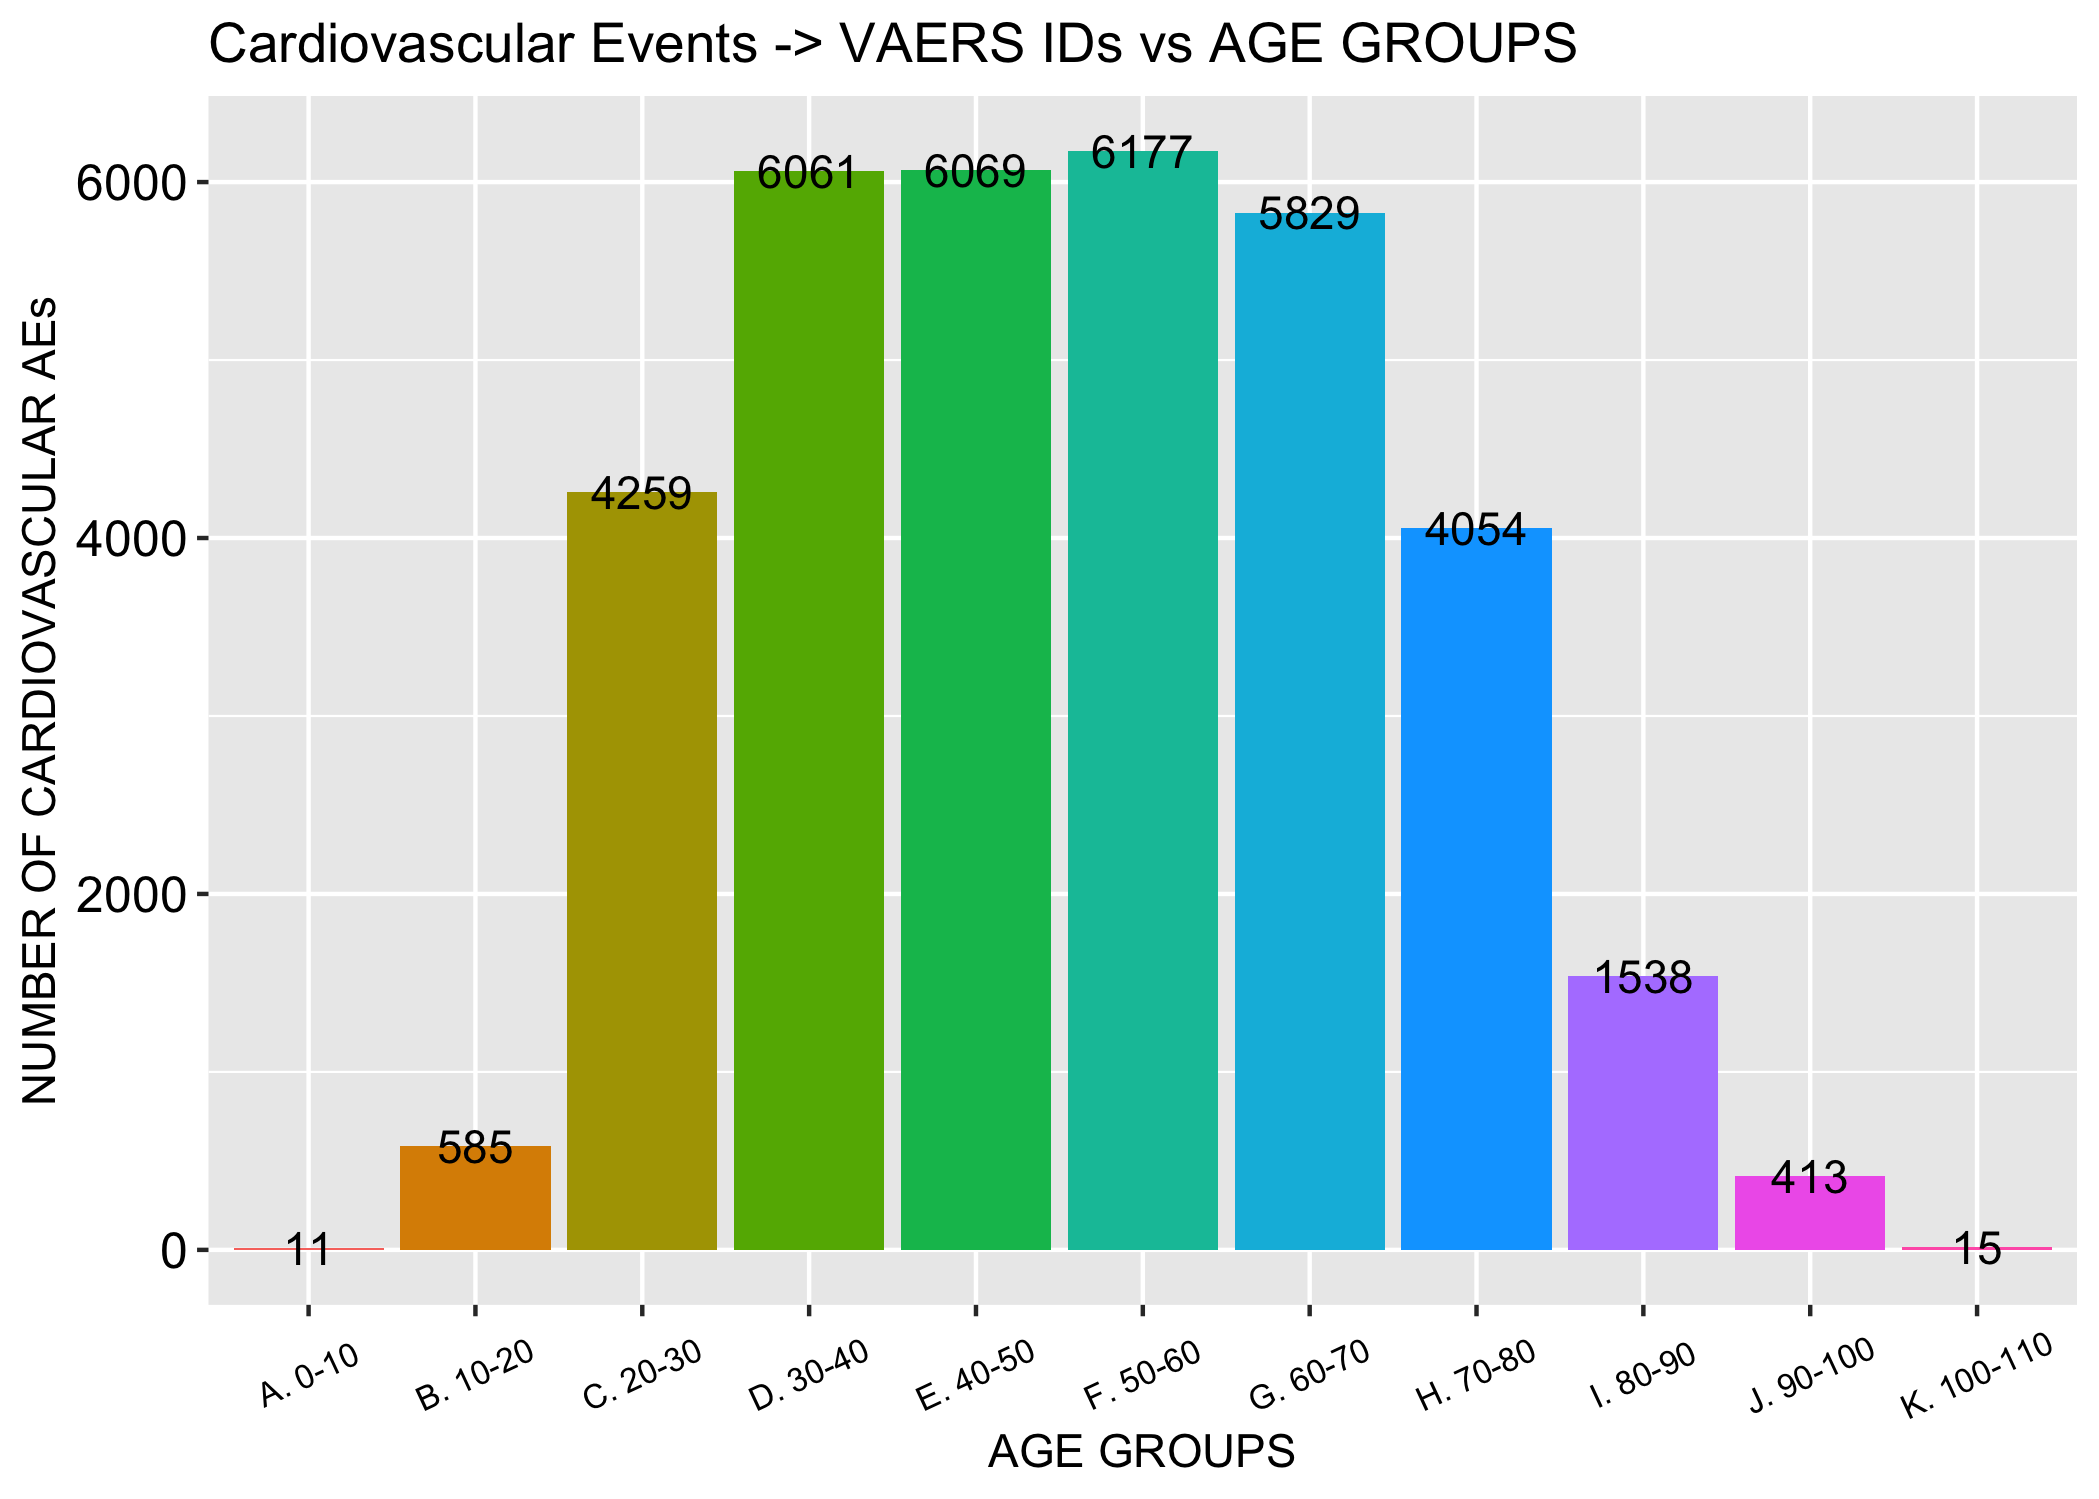 Cardiovascular Events -> VAERS IDs vs AGE GROUPS
NUMBER OF CARDIOVASCULAR AEs
6000
4000
2000
0
11
585
4259
6061
6069
6177
5829
4054
1538
413
15
A. 0-10
B. 10-20
C. 20-30
D. 30-40
E. 40-50
F. 50-60
G. 60-70
H. 70-80
I. 80-90
J. 90-100
K. 100-110
AGE GROUPS